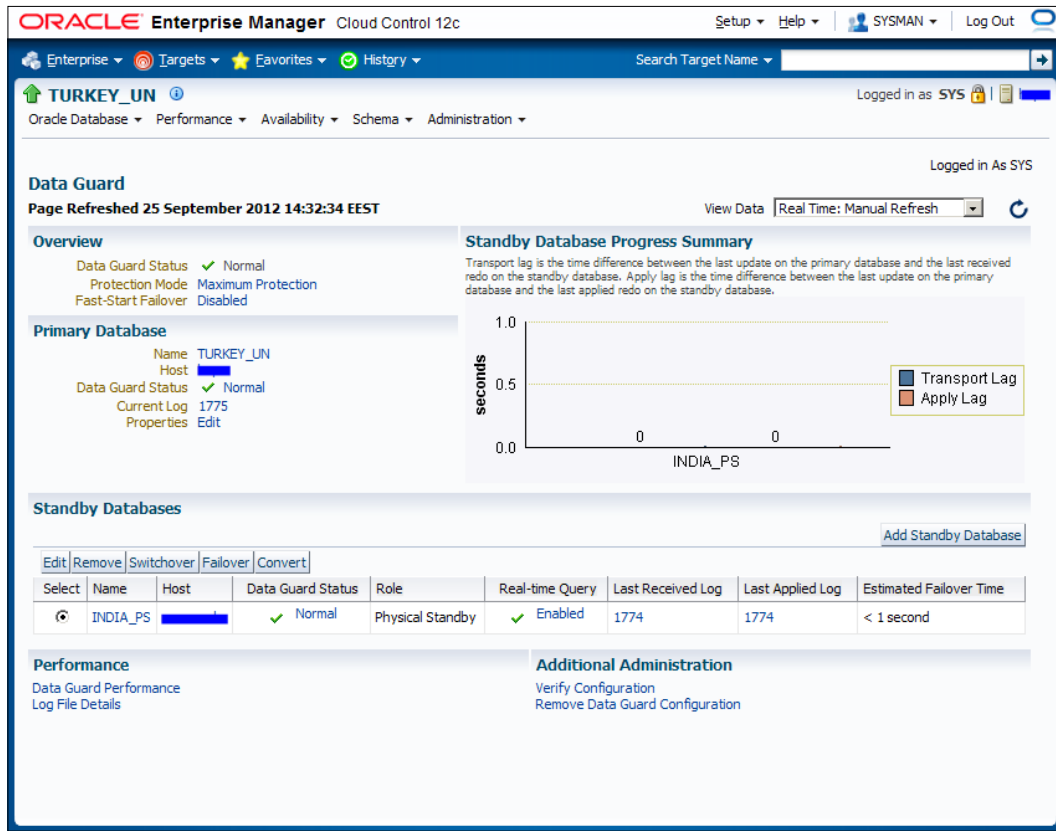 ORACLE Enterprise Manager Cloud Control 12c
Setup Help SYSMAN Log Out
Enterprise Targets Favorites History Search Target Name
TURKEY_UN
Logged in as SYS
Oracle Database Performance Availability Schema Administration
Logged in As SYS
Data Guard
Page Refreshed 25 September 2012 14:32:34 EEST
View Data Real Time: Manual Refresh
Overview
Data Guard Status Normal
Protection Mode Maximum Protection
Fast-Start Failover Disabled
Primary Database
Name TURKEY_UN
Host
Data Guard Status Normal
Current Log 1775
Properties Edit
Standby Database Progress Summary
Transport lag is the time difference between the last update on the primary database and the last received
redo on the standby database. Apply lag is the time difference between the last update on the primary
database and the last applied redo on the standby database.
1.0
0.5
0.0
seconds
0 0
INDIA_PS
Transport Lag
Apply Lag
Standby Databases
Add Standby Database
Edit Remove Switchover Failover Convert
Select Name Host Data Guard Status Role Real-time Query Last Received Log Last Applied Log Estimated Failover Time
INDIA_PS Normal Physical Standby Enabled 1774 1774 < 1 second
Performance
Data Guard Performance
Log File Details
Additional Administration
Verify Configuration
Remove Data Guard Configuration